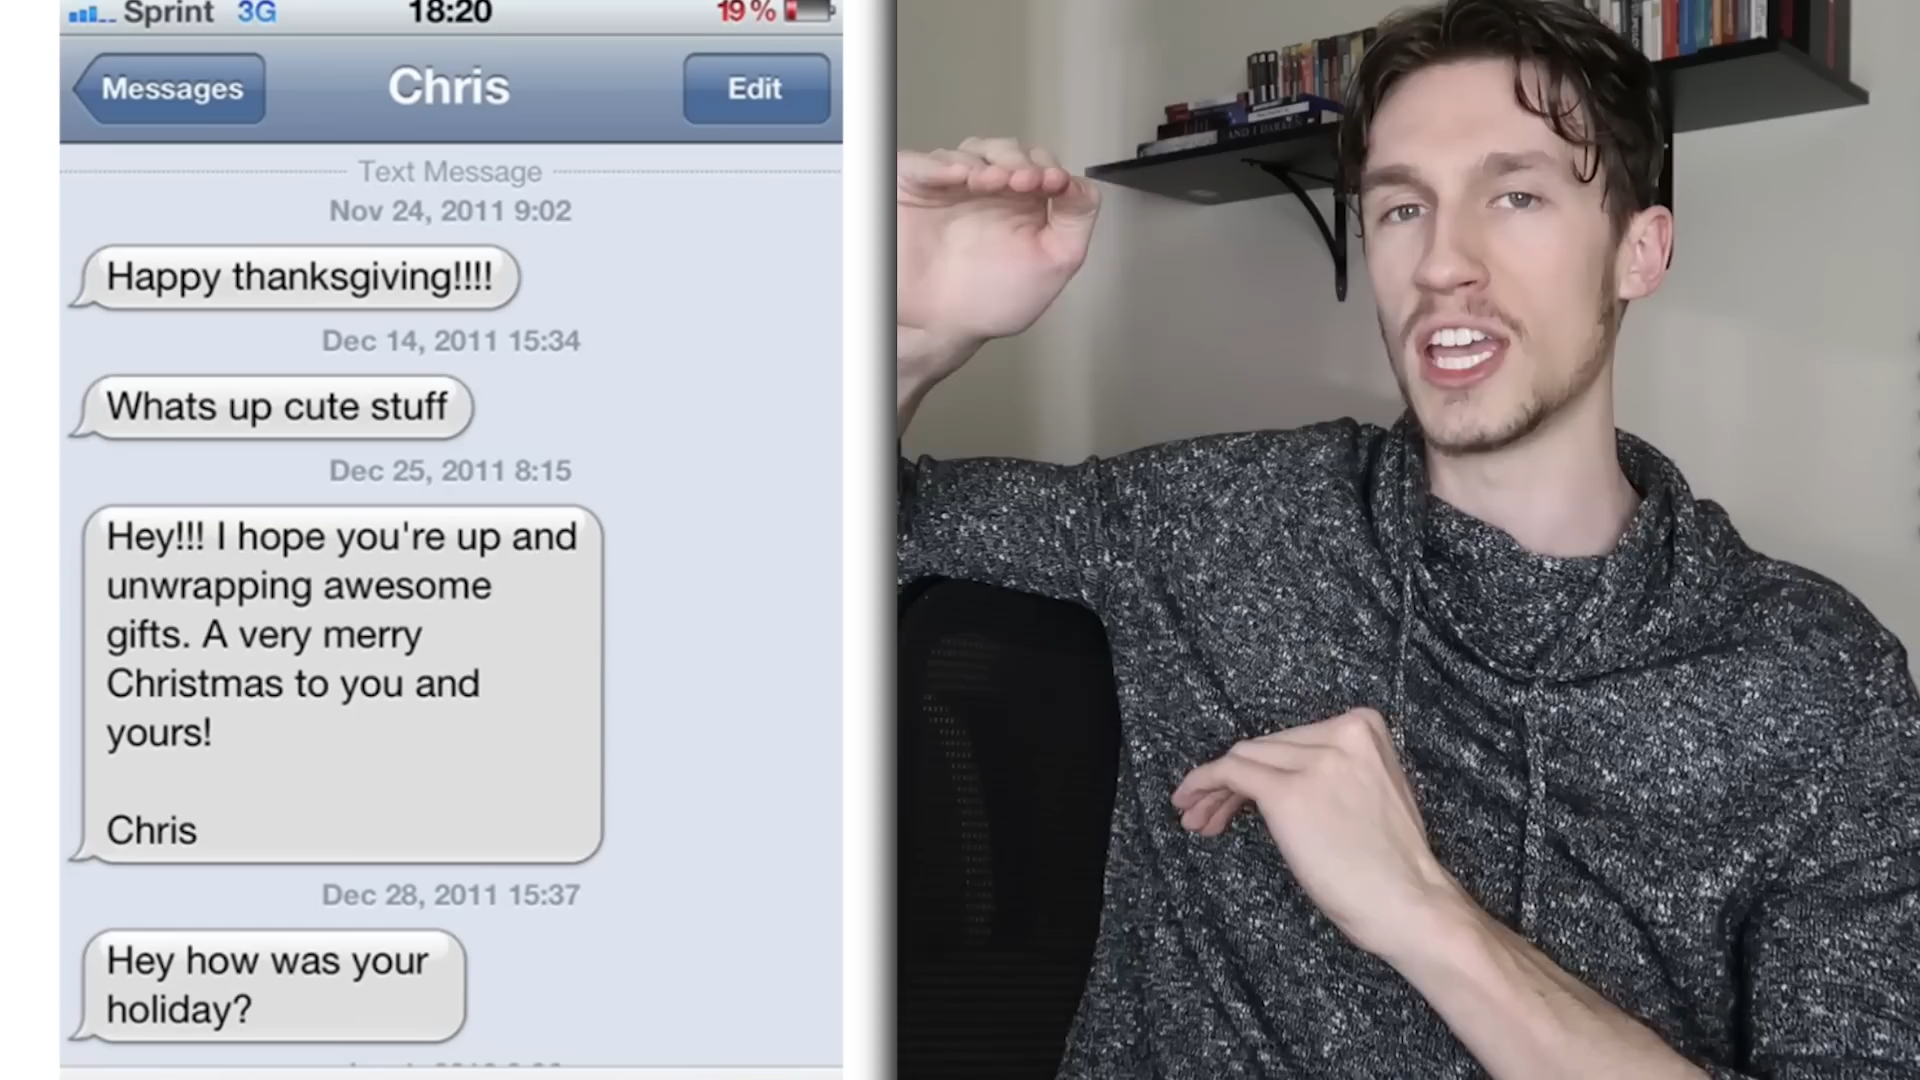 Sprint 3G 18:20 19%
Messages Chris Edit
Text Message
Nov 24, 2011 9:02
Happy thanksgiving!!!!
Dec 14, 2011 15:34
Whats up cute stuff
Dec 25, 2011 8:15
Hey!!! I hope you're up and
unwrapping awesome
gifts. A very merry
Christmas to you and
yours!
Chris
Dec 28, 2011 15:37
Hey how was your
holiday?
AND I DARKEN